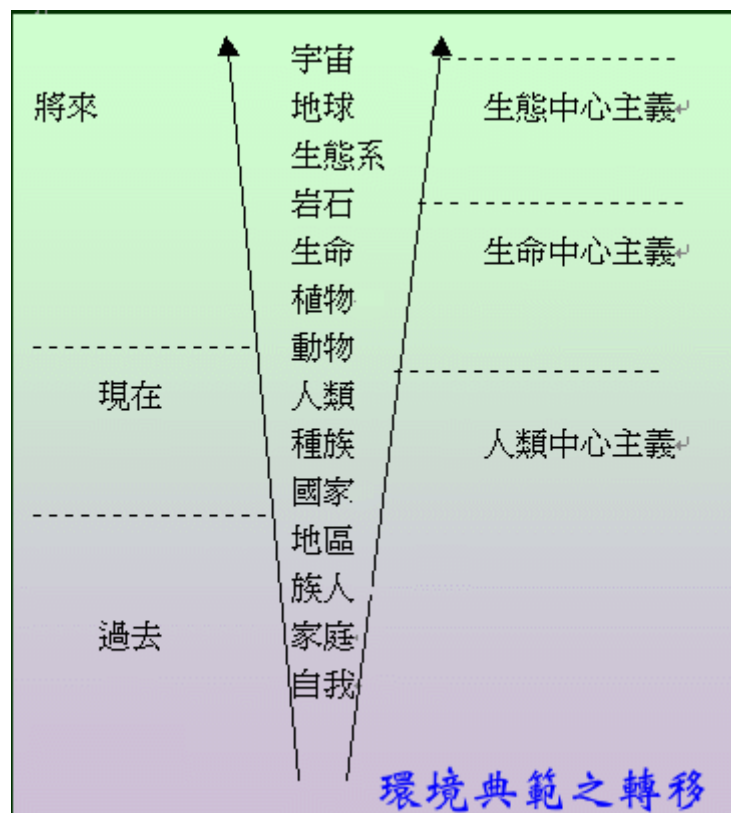 宇宙
將來 地球 生態中心主義
生態系
岩石
生命 生命中心主義
植物
動物
現在 人類
種族 人類中心主義
國家
地區
族人
過去 家庭
自我
環境典範之轉移